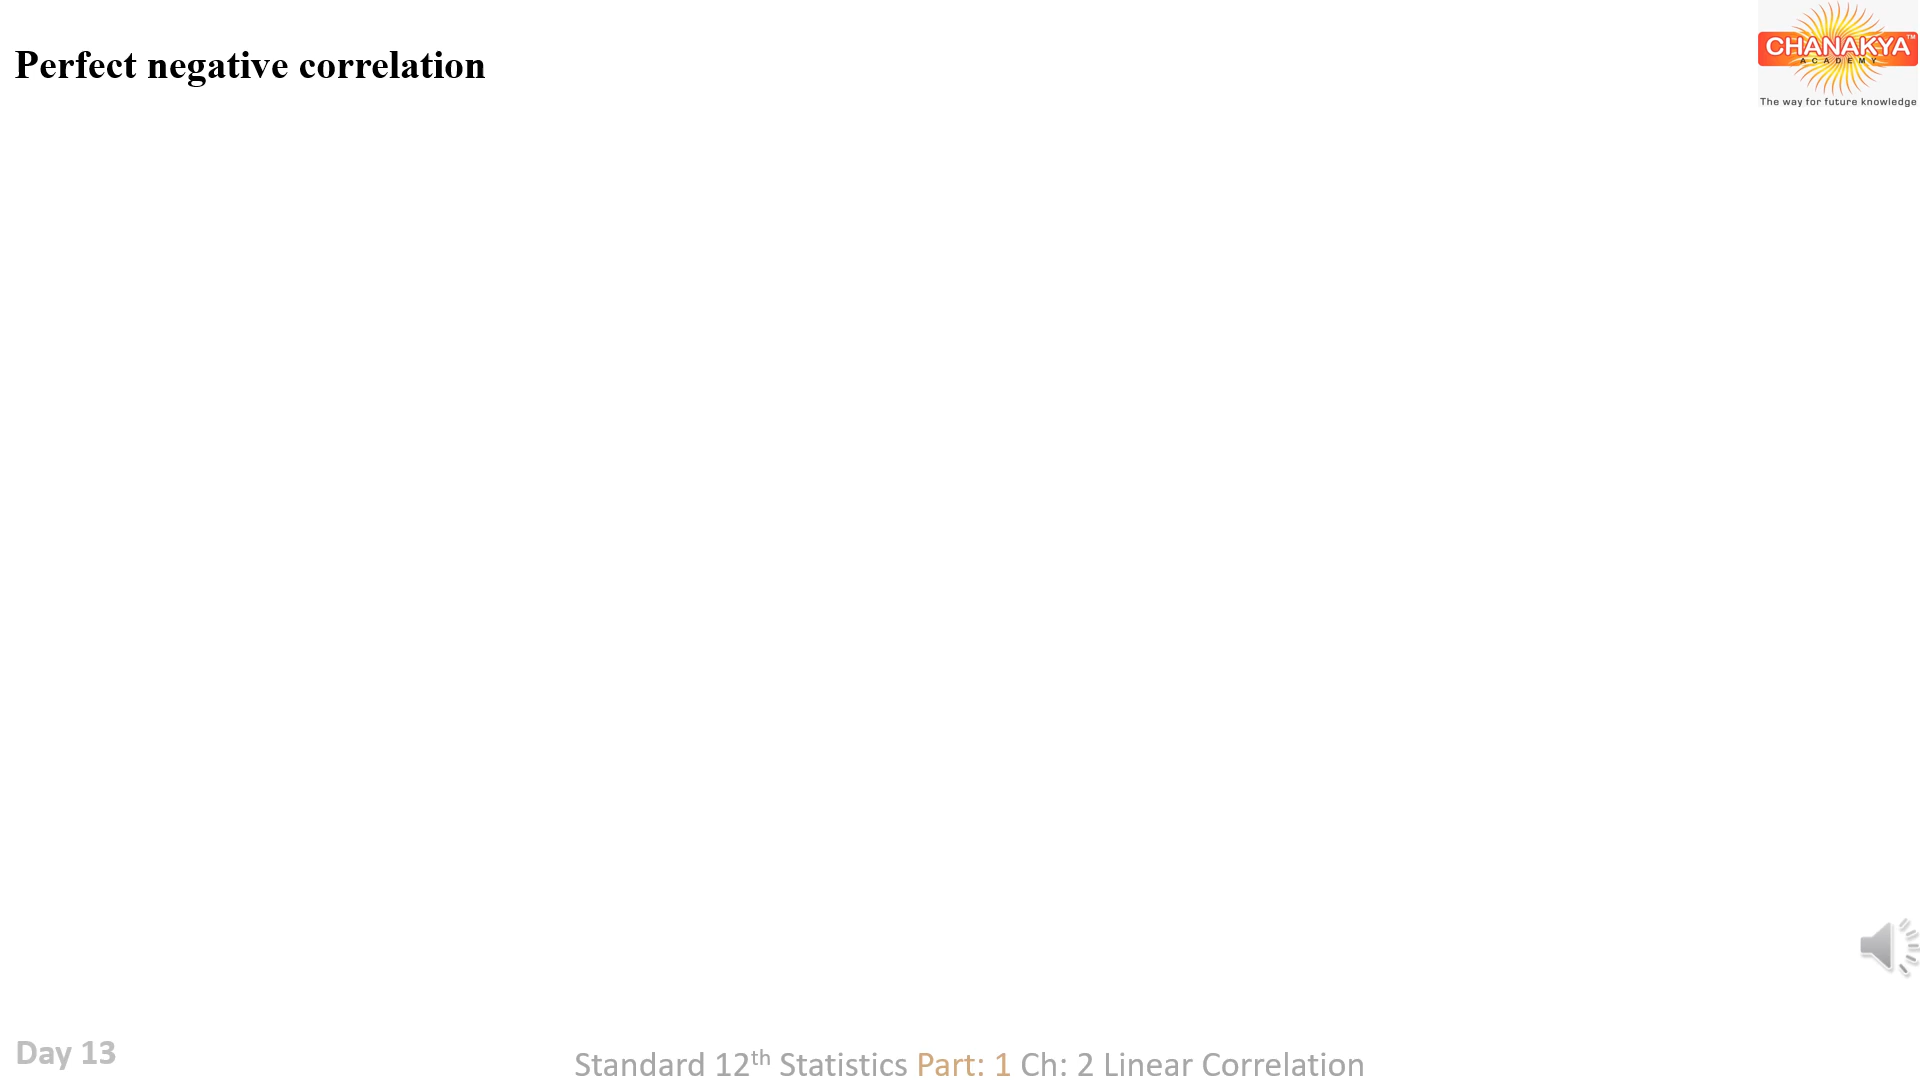 Perfect negative correlation
CHANAKYA™
ACADEMY
The way for future knowledge
Day 13
Standard 12th Statistics Part: 1 Ch: 2 Linear Correlation